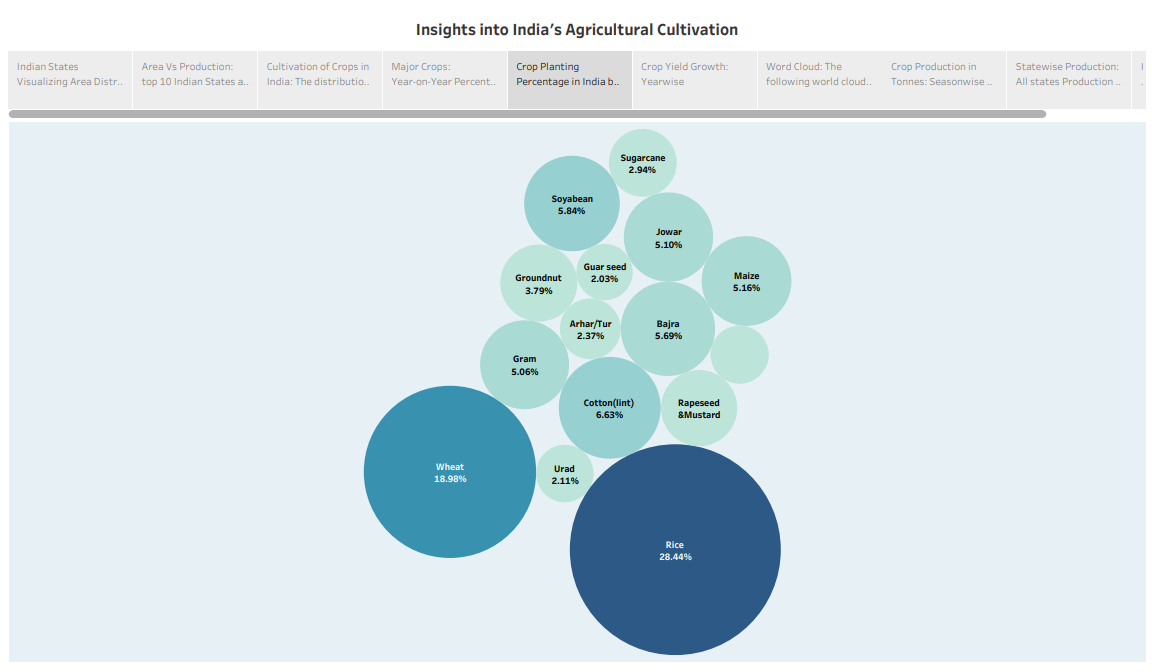 Insights into India's Agricultural Cultivation
Indian States
Visualizing Area Distr..
Area Vs Production:
top 10 Indian States a..
Cultivation of Crops in
India: The distributio..
Major Crops:
Year-on-Year Percent..
Crop Planting
Percentage in India b..
Crop Yield Growth:
Yearwise
Word Cloud: The
following world cloud..
Crop Production in
Tonnes: Seasonwise ..
Statewise Production:
All states Production ..
Sugarcane
2.94%
Soyabean
5.84%
Jowar
5.10%
Guar seed
2.03%
Groundnut
3.79%
Maize
5.16%
Arhar/Tur
2.37%
Bajra
5.69%
Gram
5.06%
Cotton(lint)
6.63%
Rapeseed
&Mustard
Wheat
18.98%
Urad
2.11%
Rice
28.44%